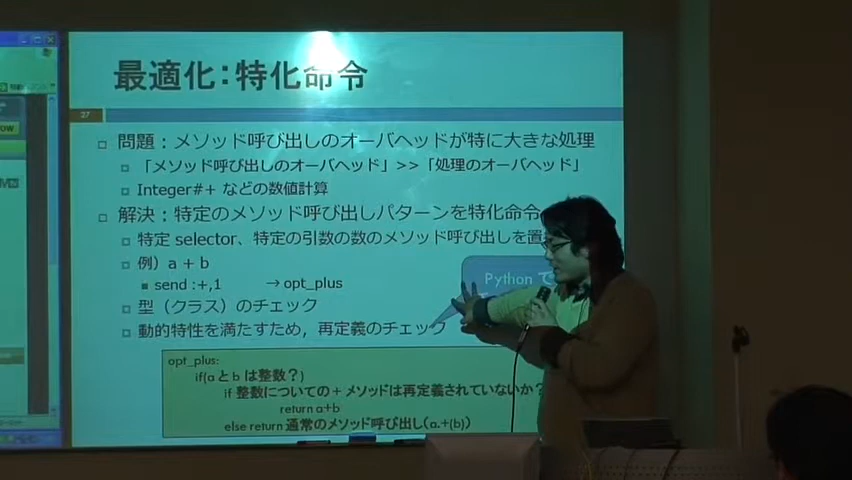 最適化：特化命令
27
問題：メソッド呼び出しのオーバヘッドが特に大きな処理
「メソッド呼び出しのオーバヘッド」>>「処理のオーバヘッド」
Integer#+ などの数値計算
解決：特定のメソッド呼び出しパターンを特化命令
特定 selector、特定の引数の数のメソッド呼び出しを置
例）a + b
send :+,1 →opt_plus
Python で
型（クラス）のチェック
動的特性を満たすため，再定義のチェック
opt_plus:
if(a と b は整数？)
if 整数についての + メソッドは再定義されていないか？
return a+b
else return 通常のメソッド呼び出し(a.+(b))